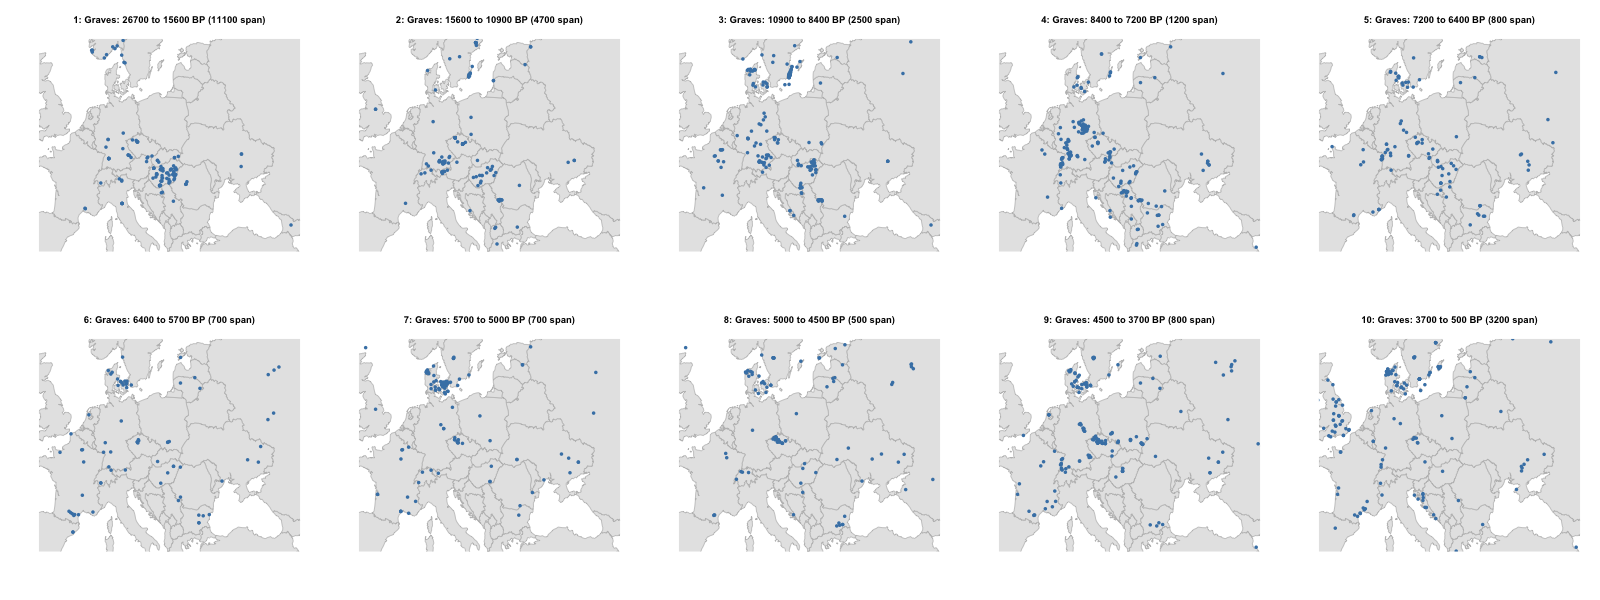 1: Graves: 26700 to 15600 BP (11100 span)
2: Graves: 15600 to 10900 BP (4700 span)
3: Graves: 10900 to 8400 BP (2500 span)
4: Graves: 8400 to 7200 BP (1200 span)
5: Graves: 7200 to 6400 BP (800 span)
6: Graves: 6400 to 5700 BP (700 span)
7: Graves: 5700 to 5000 BP (700 span)
8: Graves: 5000 to 4500 BP (500 span)
9: Graves: 4500 to 3700 BP (800 span)
10: Graves: 3700 to 500 BP (3200 span)